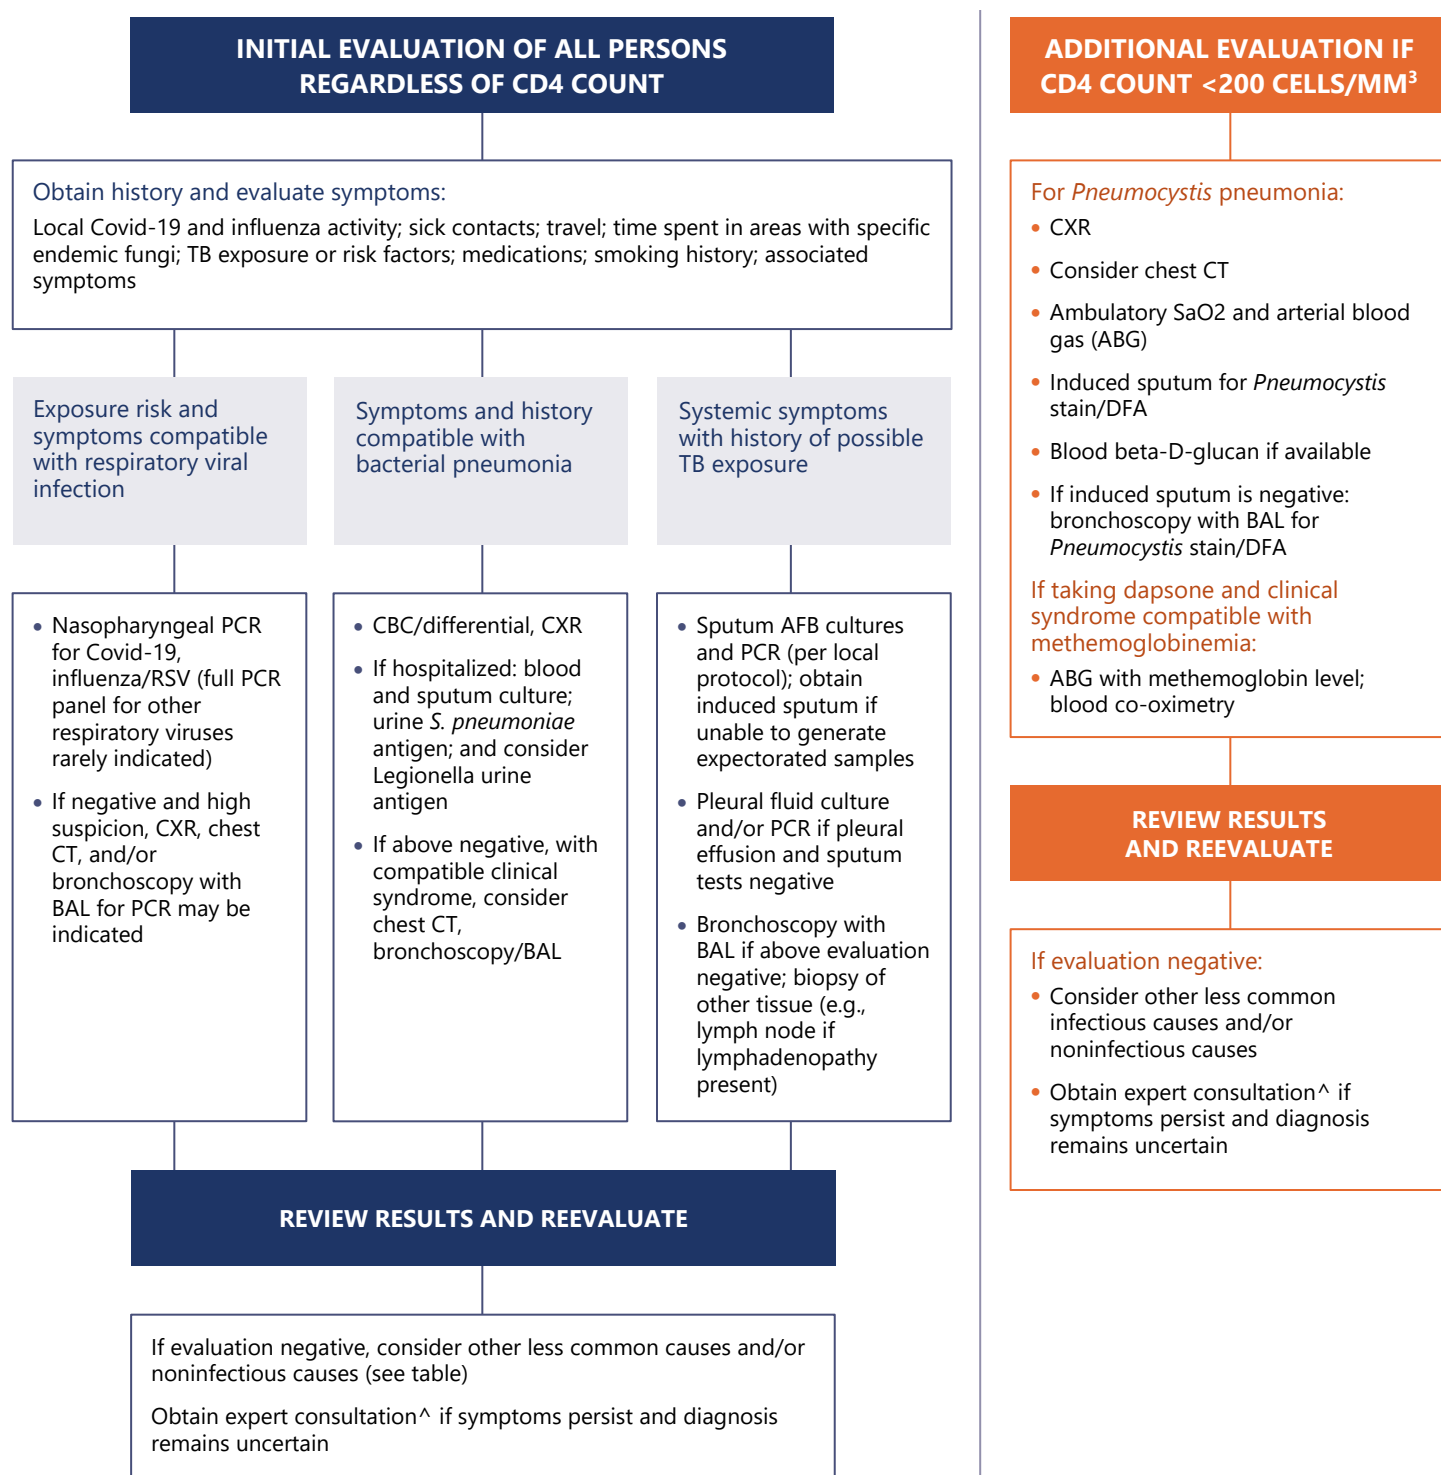 INITIAL EVALUATION OF ALL PERSONS
REGARDLESS OF CD4 COUNT
Obtain history and evaluate symptoms:
Local Covid-19 and influenza activity; sick contacts; travel; time spent in areas with specific
endemic fungi; TB exposure or risk factors; medications; smoking history; associated
symptoms
Exposure risk and
symptoms compatible
with respiratory viral
infection
• Nasopharyngeal PCR
for Covid-19,
influenza/RSV (full PCR
panel for other
respiratory viruses
rarely indicated)
• If negative and high
suspicion, CXR, chest
CT, and/or
bronchoscopy with
BAL for PCR may be
indicated
Symptoms and history
compatible with
bacterial pneumonia
• CBC/differential, CXR
• If hospitalized: blood
and sputum culture;
urine S. pneumoniae
antigen; and consider
Legionella urine
antigen
• If above negative, with
compatible clinical
syndrome, consider
chest CT,
bronchoscopy/BAL
Systemic symptoms
with history of possible
TB exposure
• Sputum AFB cultures
and PCR (per local
protocol); obtain
induced sputum if
unable to generate
expectorated samples
• Pleural fluid culture
and/or PCR if pleural
effusion and sputum
tests negative
• Bronchoscopy with
BAL if above evaluation
negative; biopsy of
other tissue (e.g.,
lymph node if
lymphadenopathy
present)
REVIEW RESULTS AND REEVALUATE
If evaluation negative, consider other less common causes and/or
noninfectious causes (see table)
Obtain expert consultation^ if symptoms persist and diagnosis
remains uncertain
ADDITIONAL EVALUATION IF
CD4 COUNT <200 CELLS/MM³
For Pneumocystis pneumonia:
• CXR
• Consider chest CT
• Ambulatory SaO2 and arterial blood
gas (ABG)
• Induced sputum for Pneumocystis
stain/DFA
• Blood beta-D-glucan if available
• If induced sputum is negative:
bronchoscopy with BAL for
Pneumocystis stain/DFA
If taking dapsone and clinical
syndrome compatible with
methemoglobinemia:
• ABG with methemoglobin level;
blood co-oximetry
REVIEW RESULTS
AND REEVALUATE
If evaluation negative:
• Consider other less common
infectious causes and/or
noninfectious causes
• Obtain expert consultation^ if
symptoms persist and diagnosis
remains uncertain